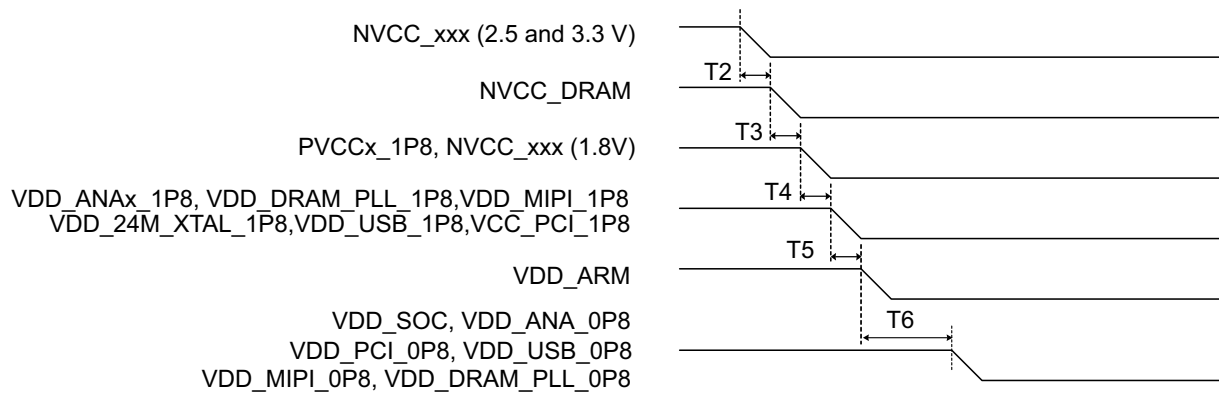 NVCC_xxx (2.5 and 3.3 V)
T2
NVCC_DRAM
T3
PVCCx_1P8, NVCC_xxx (1.8V)
T4
VDD_ANAx_1P8, VDD_DRAM_PLL_1P8,VDD_MIPI_1P8
VDD_24M_XTAL_1P8,VDD_USB_1P8,VCC_PCI_1P8
T5
VDD_ARM
T6
VDD_SOC, VDD_ANA_0P8
VDD_PCI_0P8, VDD_USB_0P8
VDD_MIPI_0P8, VDD_DRAM_PLL_0P8